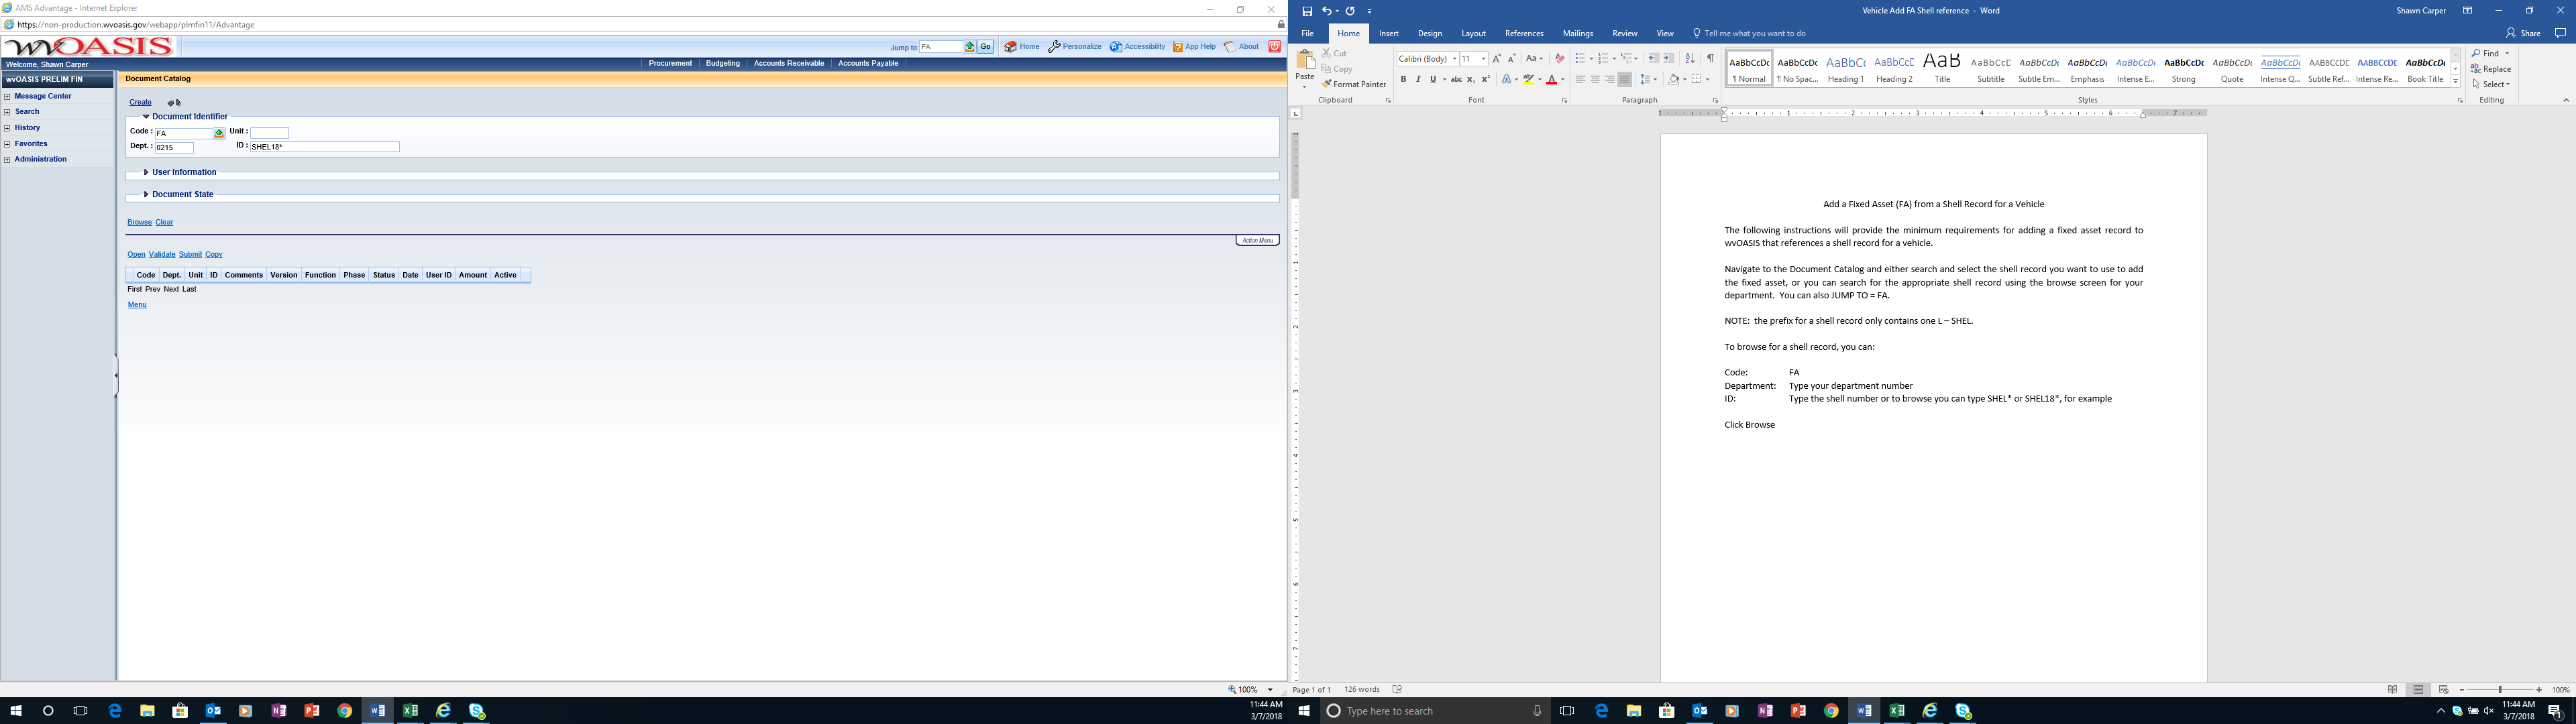 AMS Advantage - Internet Explorer
https://non-production.wvoasis.gov/webapp/plmfin11/Advantage
wvOASIS
Jump to: FA Go Home Personalize Accessibility App Help About
Welcome, Shawn Carper
Procurement Budgeting Accounts Receivable Accounts Payable
wvOASIS PRELIM FIN
Message Center
Search
History
Favorites
Administration
Document Catalog
Create
Document Identifier
Code : FA Unit :
Dept. : 0215 ID : SHEL18*
User Information
Document State
Browse Clear
Action Menu
Open Validate Submit Copy
Code Dept. Unit ID Comments Version Function Phase Status Date User ID Amount Active
First Prev Next Last
Menu
100%
11:44 AM
3/7/2018
Vehicle Add FA Shell reference - Word
Shawn Carper
File Home Insert Design Layout References Mailings Review View Tell me what you want to do
Share
Paste
Cut
Copy
Format Painter
Clipboard
Calibri (Body) 11
Font
Paragraph
AaBbCcDc AaBbCcDc AaBbCc AaBbCcD AaB AaBbCcD AaBbCcDc AaBbCcDc AaBbCcDc AaBbCcDc AaBbCcDc AaBbCcDc AaBbCcDd AaBbCcDd AaBbCcDc
¶ Normal ¶ No Spac... Heading 1 Heading 2 Title Subtitle Subtle Em... Emphasis Intense E... Strong Quote Intense Q... Subtle Ref... Intense Re... Book Title
Styles
Find
Replace
Select
Editing
Add a Fixed Asset (FA) from a Shell Record for a Vehicle
The following instructions will provide the minimum requirements for adding a fixed asset record to
wvOASIS that references a shell record for a vehicle.
Navigate to the Document Catalog and either search and select the shell record you want to use to add
the fixed asset, or you can search for the appropriate shell record using the browse screen for your
department. You can also JUMP TO = FA.
NOTE: the prefix for a shell record only contains one L – SHEL.
To browse for a shell record, you can:
Code: FA
Department: Type your department number
ID: Type the shell number or to browse you can type SHEL* or SHEL18*, for example
Click Browse
Page 1 of 1 126 words
100%
Type here to search
11:44 AM
3/7/2018